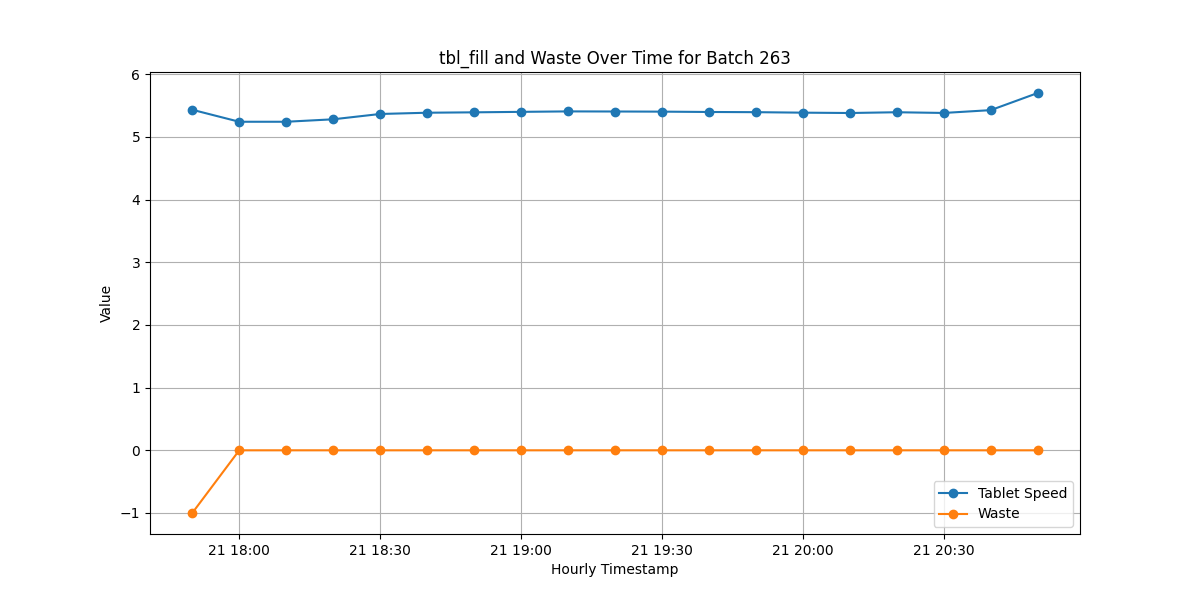 tbl_fill and Waste Over Time for Batch 263
6
5
4
3
2
1
0
−1
Value
21 18:00
21 18:30
21 19:00
21 19:30
21 20:00
21 20:30
Hourly Timestamp
Tablet Speed
Waste